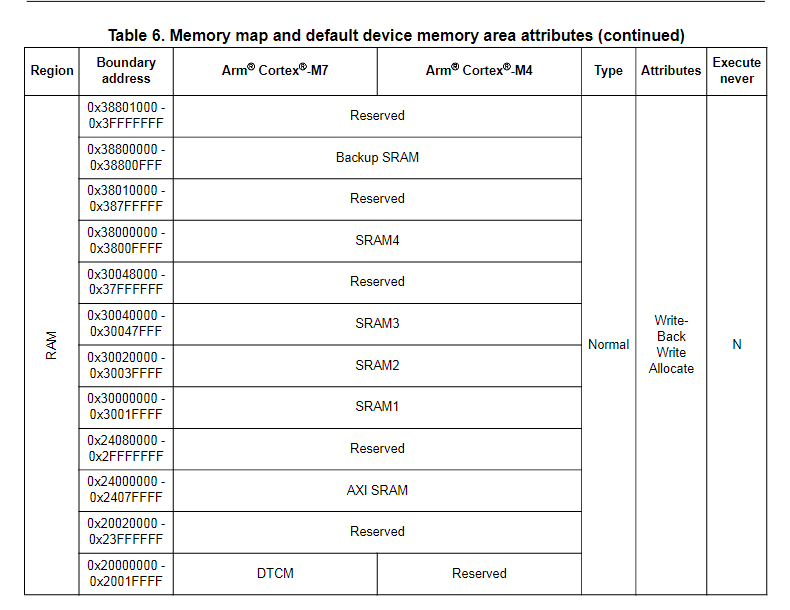 Table 6. Memory map and default device memory area attributes (continued)
Region
Boundary
address
Arm® Cortex®-M7
Arm® Cortex®-M4
Type
Attributes
Execute
never
RAM
0x38801000 -
0x3FFFFFFF
Reserved
0x38800000 -
0x38800FFF
Backup SRAM
0x38010000 -
0x387FFFFF
Reserved
0x38000000 -
0x3800FFFF
SRAM4
0x30048000 -
0x37FFFFFF
Reserved
0x30040000 -
0x30047FFF
SRAM3
0x30020000 -
0x3003FFFF
SRAM2
0x30000000 -
0x3001FFFF
SRAM1
0x24080000 -
0x2FFFFFFF
Reserved
0x24000000 -
0x2407FFFF
AXI SRAM
0x20020000 -
0x23FFFFFF
Reserved
0x20000000 -
0x2001FFFF
DTCM
Reserved
Normal
Write-
Back
Write
Allocate
N